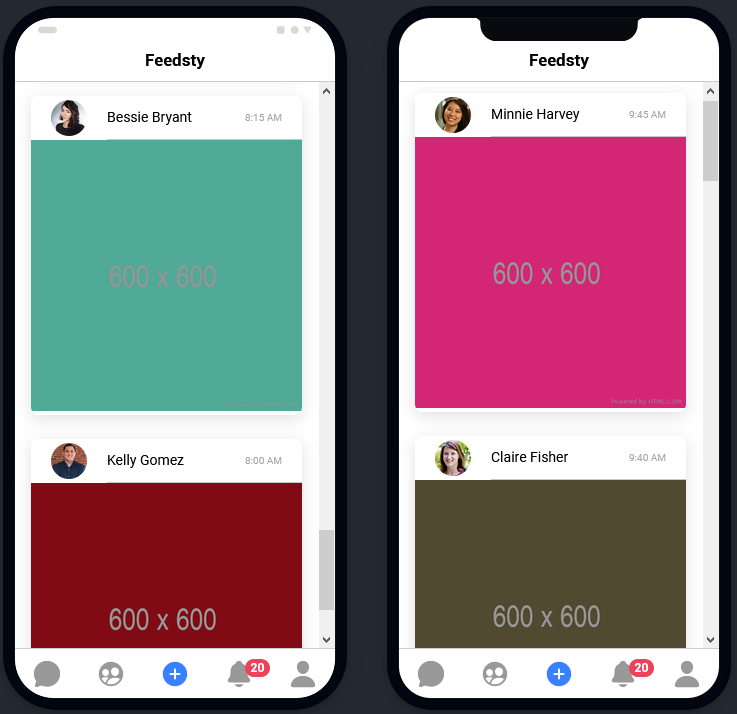 Feedsty
Bessie Bryant 8:15 AM
600 x 600
Powered by HTML.COM
Kelly Gomez 8:00 AM
600 x 600
20
Feedsty
Minnie Harvey 9:45 AM
600 x 600
Powered by HTML.COM
Claire Fisher 9:40 AM
600 x 600
20